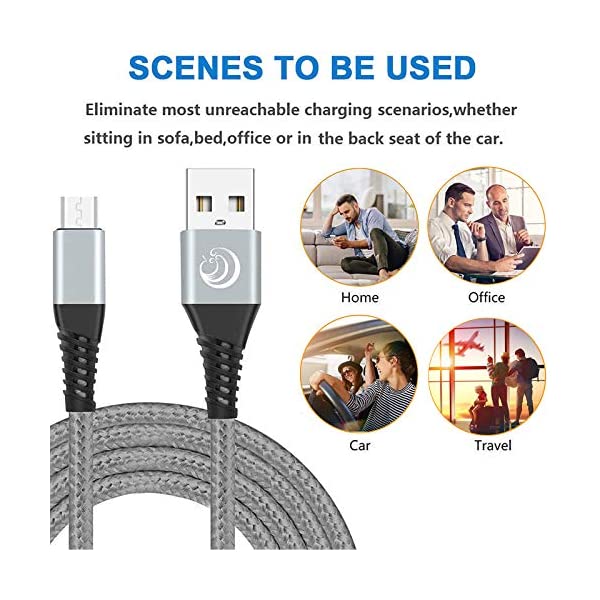 SCENES TO BE USED
Eliminate most unreachable charging scenarios,whether
sitting in sofa,bed,office or in the back seat of the car.
Home
Office
Car
Travel